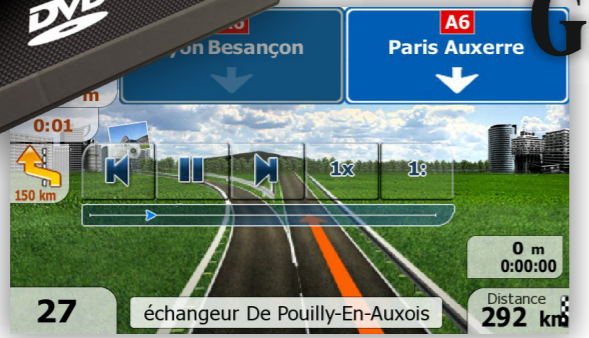 DVD
G
A6
Paris Auxerre
Besançon
m
0:01
150 km
1x
1:
0 m
0:00:00
27
échangeur De Pouilly-En-Auxois
Distance
292 km